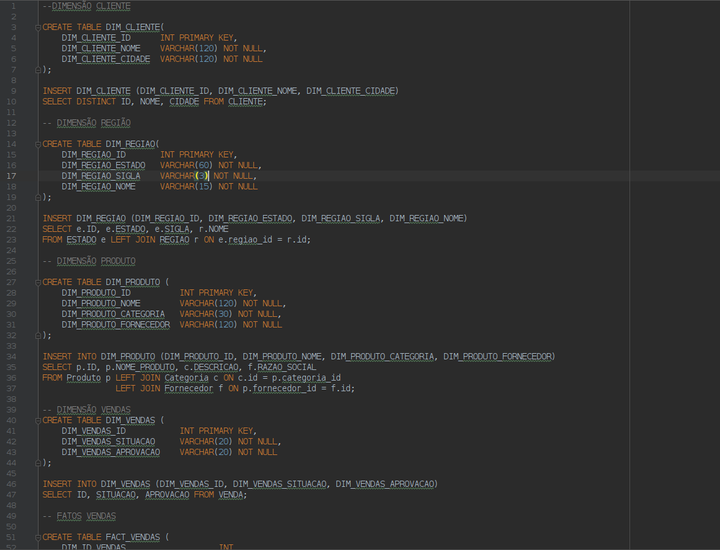 1 --DIMENSÃO CLIENTE
2
3 CREATE TABLE DIM_CLIENTE(
4 DIM_CLIENTE_ID INT PRIMARY KEY,
5 DIM_CLIENTE_NOME VARCHAR(120) NOT NULL,
6 DIM_CLIENTE_CIDADE VARCHAR(120) NOT NULL
7 );
8
9 INSERT DIM_CLIENTE (DIM_CLIENTE_ID, DIM_CLIENTE_NOME, DIM_CLIENTE_CIDADE)
10 SELECT DISTINCT ID, NOME, CIDADE FROM CLIENTE;
11
12 -- DIMENSÃO REGIÃO
13
14 CREATE TABLE DIM_REGIAO(
15 DIM_REGIAO_ID INT PRIMARY KEY,
16 DIM_REGIAO_ESTADO VARCHAR(60) NOT NULL,
17 DIM_REGIAO_SIGLA VARCHAR(3) NOT NULL,
18 DIM_REGIAO_NOME VARCHAR(15) NOT NULL
19 );
20
21 INSERT DIM_REGIAO (DIM_REGIAO_ID, DIM_REGIAO_ESTADO, DIM_REGIAO_SIGLA, DIM_REGIAO_NOME)
22 SELECT e.ID, e.ESTADO, e.SIGLA, r.NOME
23 FROM ESTADO e LEFT JOIN REGIAO r ON e.regiao_id = r.id;
24
25 -- DIMENSÃO PRODUTO
26
27 CREATE TABLE DIM_PRODUTO (
28 DIM_PRODUTO_ID INT PRIMARY KEY,
29 DIM_PRODUTO_NOME VARCHAR(120) NOT NULL,
30 DIM_PRODUTO_CATEGORIA VARCHAR(30) NOT NULL,
31 DIM_PRODUTO_FORNECEDOR VARCHAR(120) NOT NULL
32 );
33
34 INSERT INTO DIM_PRODUTO (DIM_PRODUTO_ID, DIM_PRODUTO_NOME, DIM_PRODUTO_CATEGORIA, DIM_PRODUTO_FORNECEDOR)
35 SELECT p.ID, p.NOME_PRODUTO, c.DESCRICAO, f.RAZAO_SOCIAL
36 FROM Produto p LEFT JOIN Categoria c ON c.id = p.categoria_id
37 LEFT JOIN Fornecedor f ON p.fornecedor_id = f.id;
38
39 -- DIMENSÃO VENDAS
40 CREATE TABLE DIM_VENDAS (
41 DIM_VENDAS_ID INT PRIMARY KEY,
42 DIM_VENDAS_SITUACAO VARCHAR(20) NOT NULL,
43 DIM_VENDAS_APROVACAO VARCHAR(20) NOT NULL
44 );
45
46 INSERT INTO DIM_VENDAS (DIM_VENDAS_ID, DIM_VENDAS_SITUACAO, DIM_VENDAS_APROVACAO)
47 SELECT ID, SITUACAO, APROVACAO FROM VENDA;
48
49 -- FATOS VENDAS
50
51 CREATE TABLE FACT_VENDAS (
52 DIM_ID_VENDAS INT